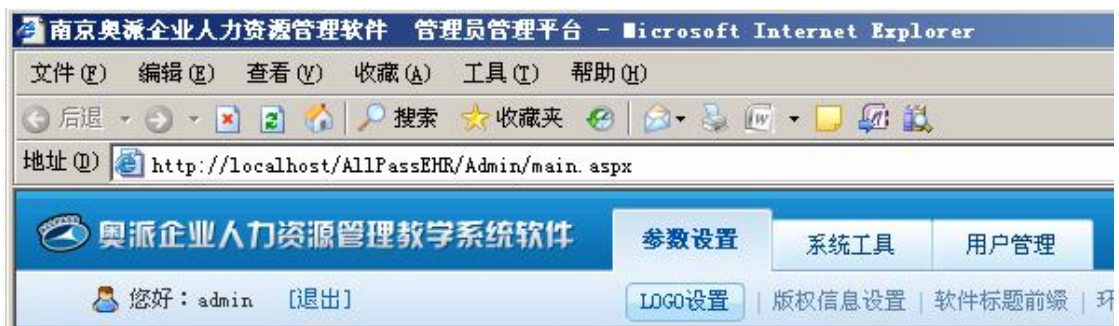 南京奥派企业人力资源管理软件 管理员管理平台 - Microsoft Internet Explorer
文件(F) 编辑(E) 查看(V) 收藏(A) 工具(T) 帮助(H)
后退 搜索 收藏夹
地址(D) http://localhost/AllPassEHR/Admin/main.aspx
奥派企业人力资源管理教学系统软件 参数设置 系统工具 用户管理
您好：admin [退出] LOGO设置 | 版权信息设置 | 软件标题前缀 |